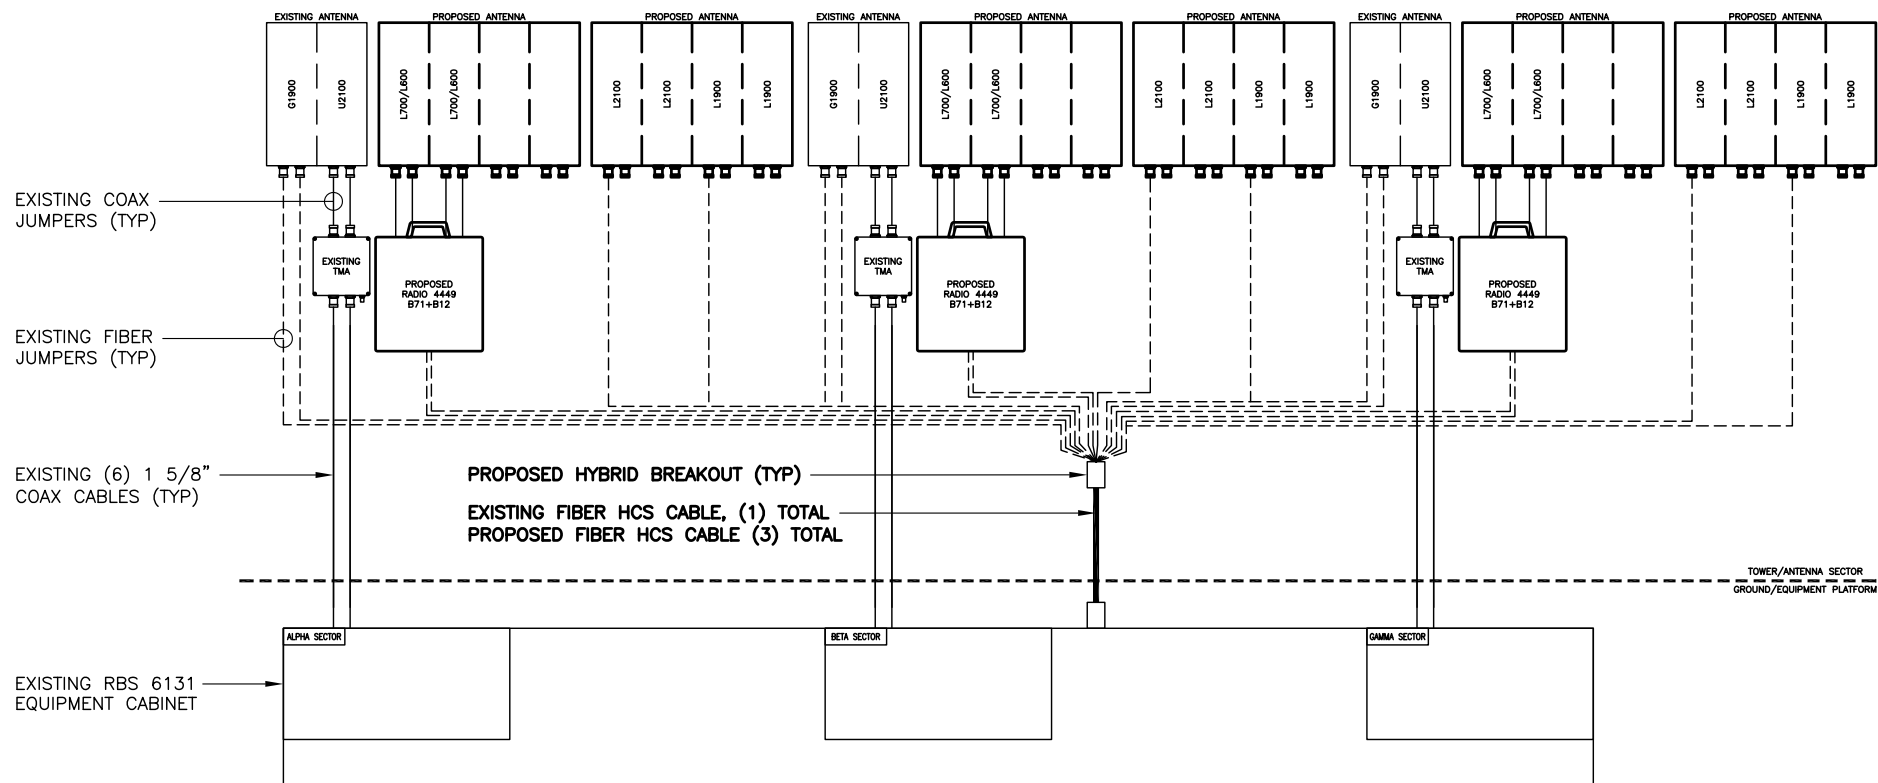 EXISTING ANTENNA
PROPOSED ANTENNA
PROPOSED ANTENNA
EXISTING ANTENNA
PROPOSED ANTENNA
PROPOSED ANTENNA
EXISTING ANTENNA
PROPOSED ANTENNA
PROPOSED ANTENNA
G1900
U2100
L700/L600
L700/L600
L2100
L2100
L1900
L1900
G1900
U2100
L700/L600
L700/L600
L2100
L2100
L1900
L1900
G1900
U2100
L700/L600
L700/L600
L2100
L2100
L1900
L1900
EXISTING COAX
JUMPERS (TYP)
EXISTING
TMA
PROPOSED
RADIO 4449
B71+B12
EXISTING
TMA
PROPOSED
RADIO 4449
B71+B12
EXISTING
TMA
PROPOSED
RADIO 4449
B71+B12
EXISTING FIBER
JUMPERS (TYP)
EXISTING (6) 1 5/8"
COAX CABLES (TYP)
PROPOSED HYBRID BREAKOUT (TYP)
EXISTING FIBER HCS CABLE, (1) TOTAL
PROPOSED FIBER HCS CABLE (3) TOTAL
TOWER/ANTENNA SECTOR
GROUND/EQUIPMENT PLATFORM
ALPHA SECTOR
BETA SECTOR
GAMMA SECTOR
EXISTING RBS 6131
EQUIPMENT CABINET